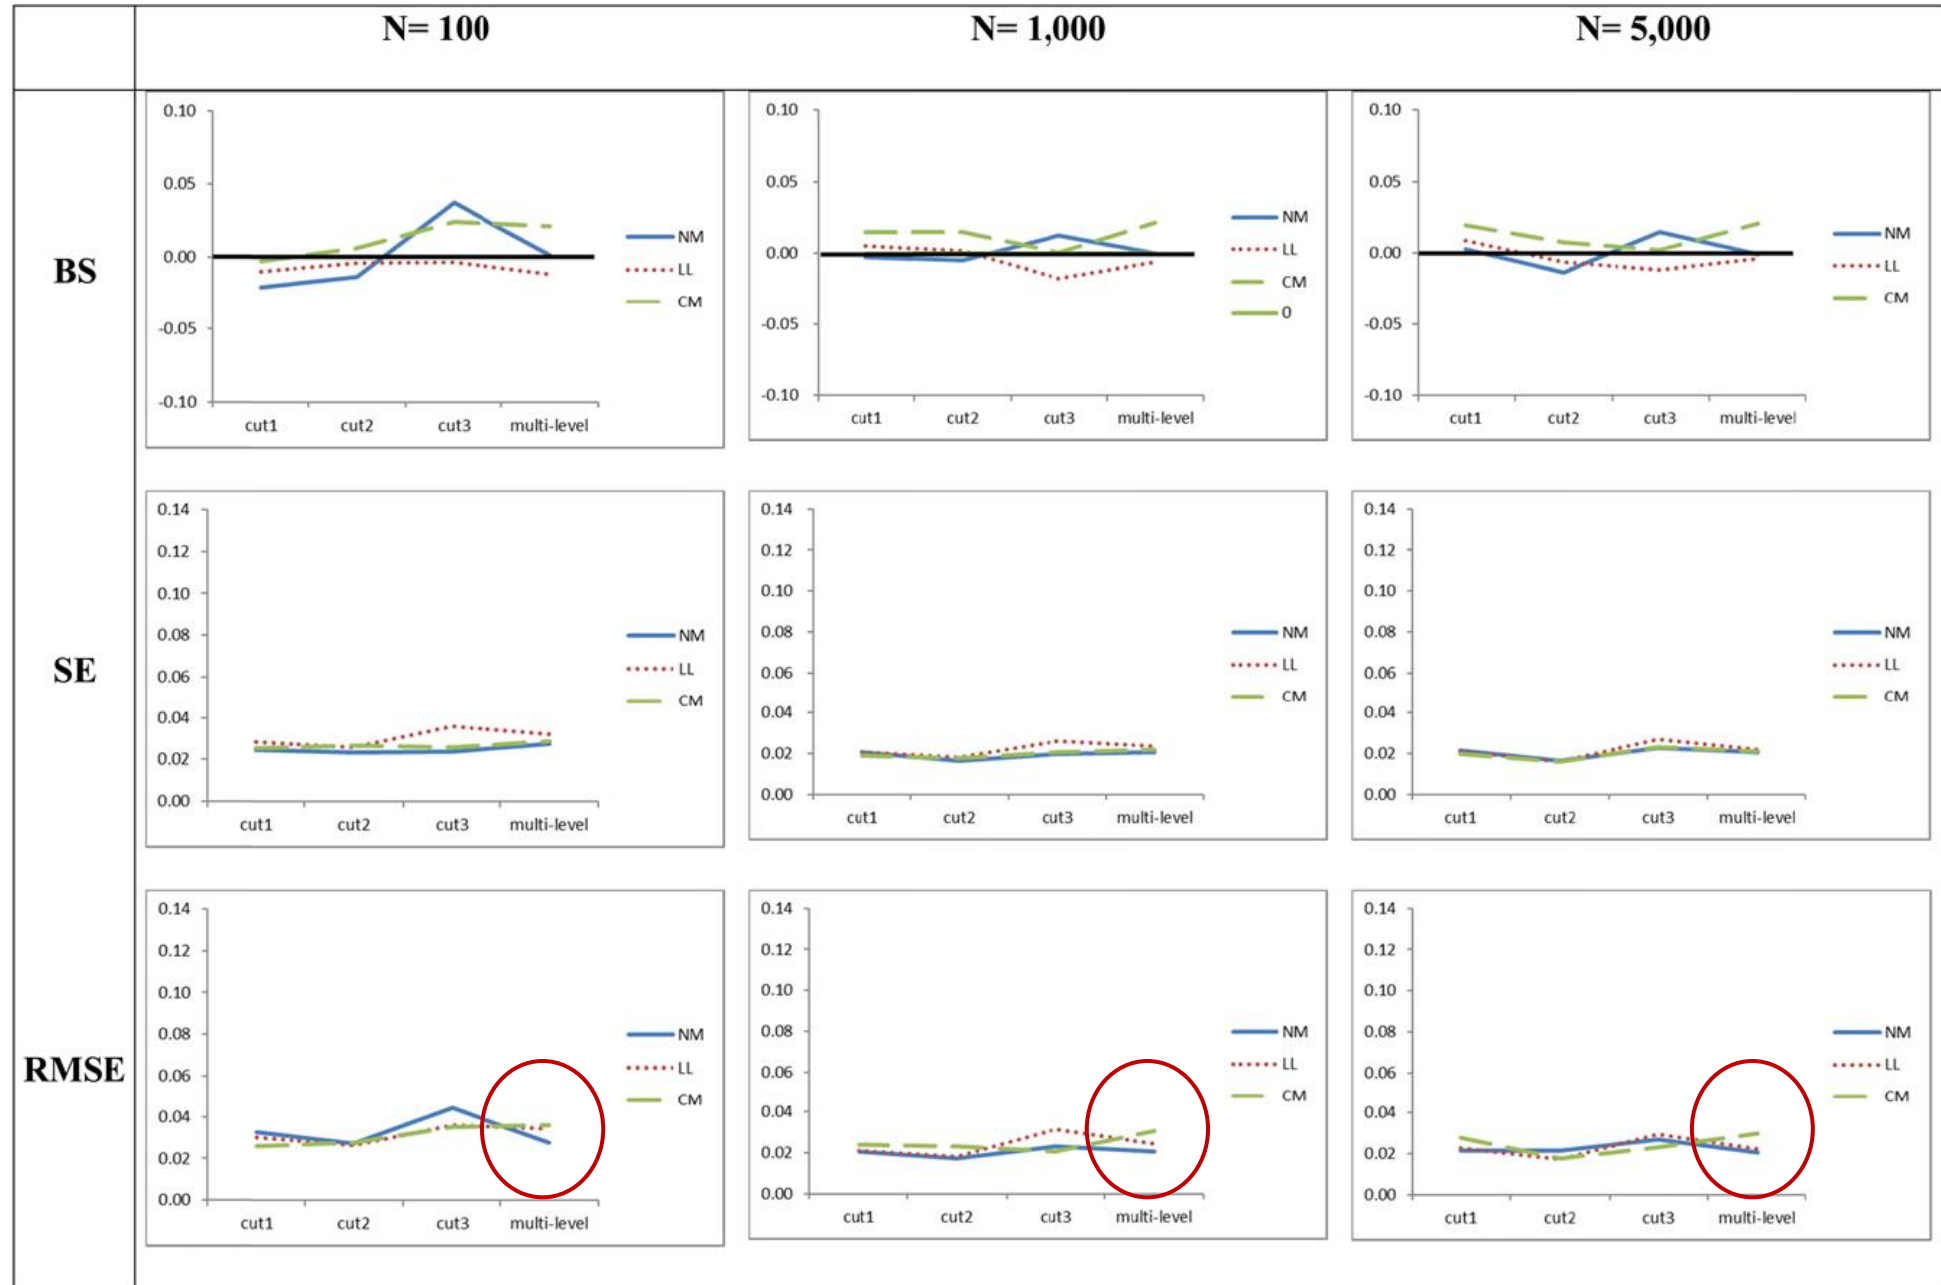 N= 100
N= 1,000
N= 5,000
BS
0.10
0.05
0.00
-0.05
-0.10
cut1 cut2 cut3 multi-level
NM
LL
CM
0.10
0.05
0.00
-0.05
-0.10
cut1 cut2 cut3 multi-level
NM
LL
CM
0
0.10
0.05
0.00
-0.05
-0.10
cut1 cut2 cut3 multi-level
NM
LL
CM
SE
0.14
0.12
0.10
0.08
0.06
0.04
0.02
0.00
cut1 cut2 cut3 multi-level
NM
LL
CM
0.14
0.12
0.10
0.08
0.06
0.04
0.02
0.00
cut1 cut2 cut3 multi-level
NM
LL
CM
0.14
0.12
0.10
0.08
0.06
0.04
0.02
0.00
cut1 cut2 cut3 multi-level
NM
LL
CM
RMSE
0.14
0.12
0.10
0.08
0.06
0.04
0.02
0.00
cut1 cut2 cut3 multi-level
NM
LL
CM
0.14
0.12
0.10
0.08
0.06
0.04
0.02
0.00
cut1 cut2 cut3 multi-level
NM
LL
CM
0.14
0.12
0.10
0.08
0.06
0.04
0.02
0.00
cut1 cut2 cut3 multi-level
NM
LL
CM